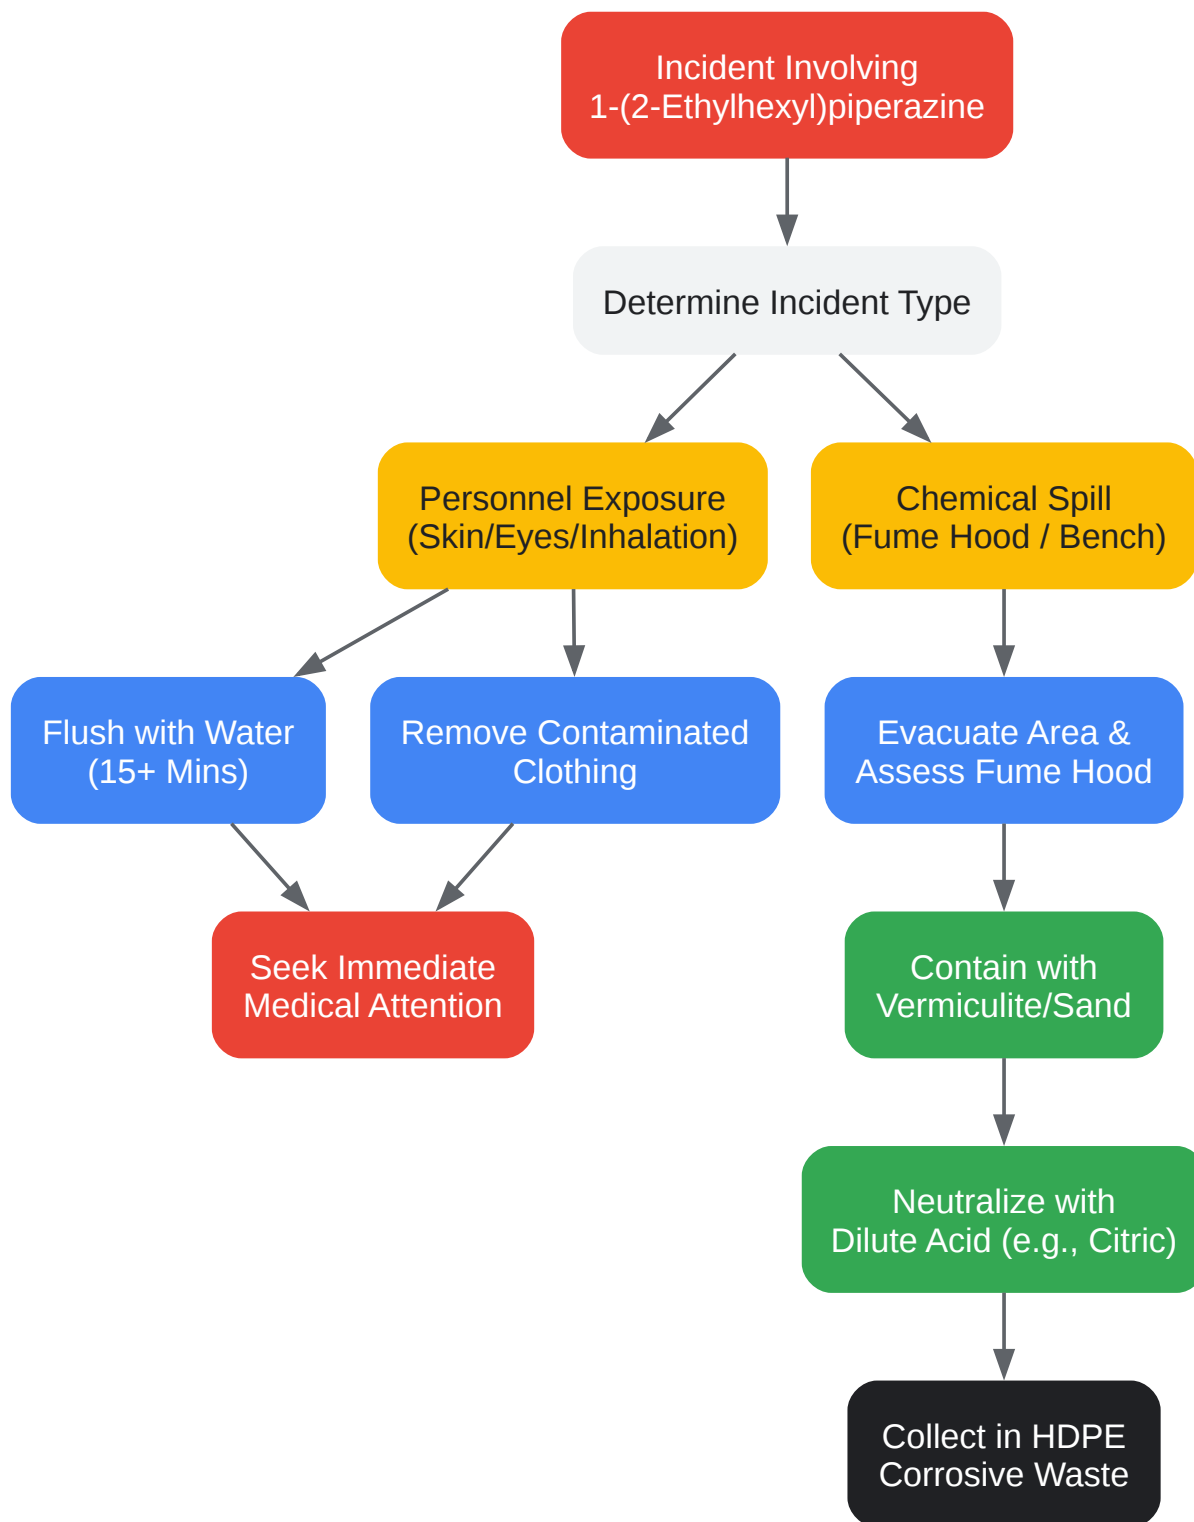 Incident Involving
1-(2-Ethylhexyl)piperazine
Determine Incident Type
Personnel Exposure
(Skin/Eyes/Inhalation)
Chemical Spill
(Fume Hood / Bench)
Flush with Water
(15+ Mins)
Remove Contaminated
Clothing
Evacuate Area &
Assess Fume Hood
Seek Immediate
Medical Attention
Contain with
Vermiculite/Sand
Neutralize with
Dilute Acid (e.g., Citric)
Collect in HDPE
Corrosive Waste